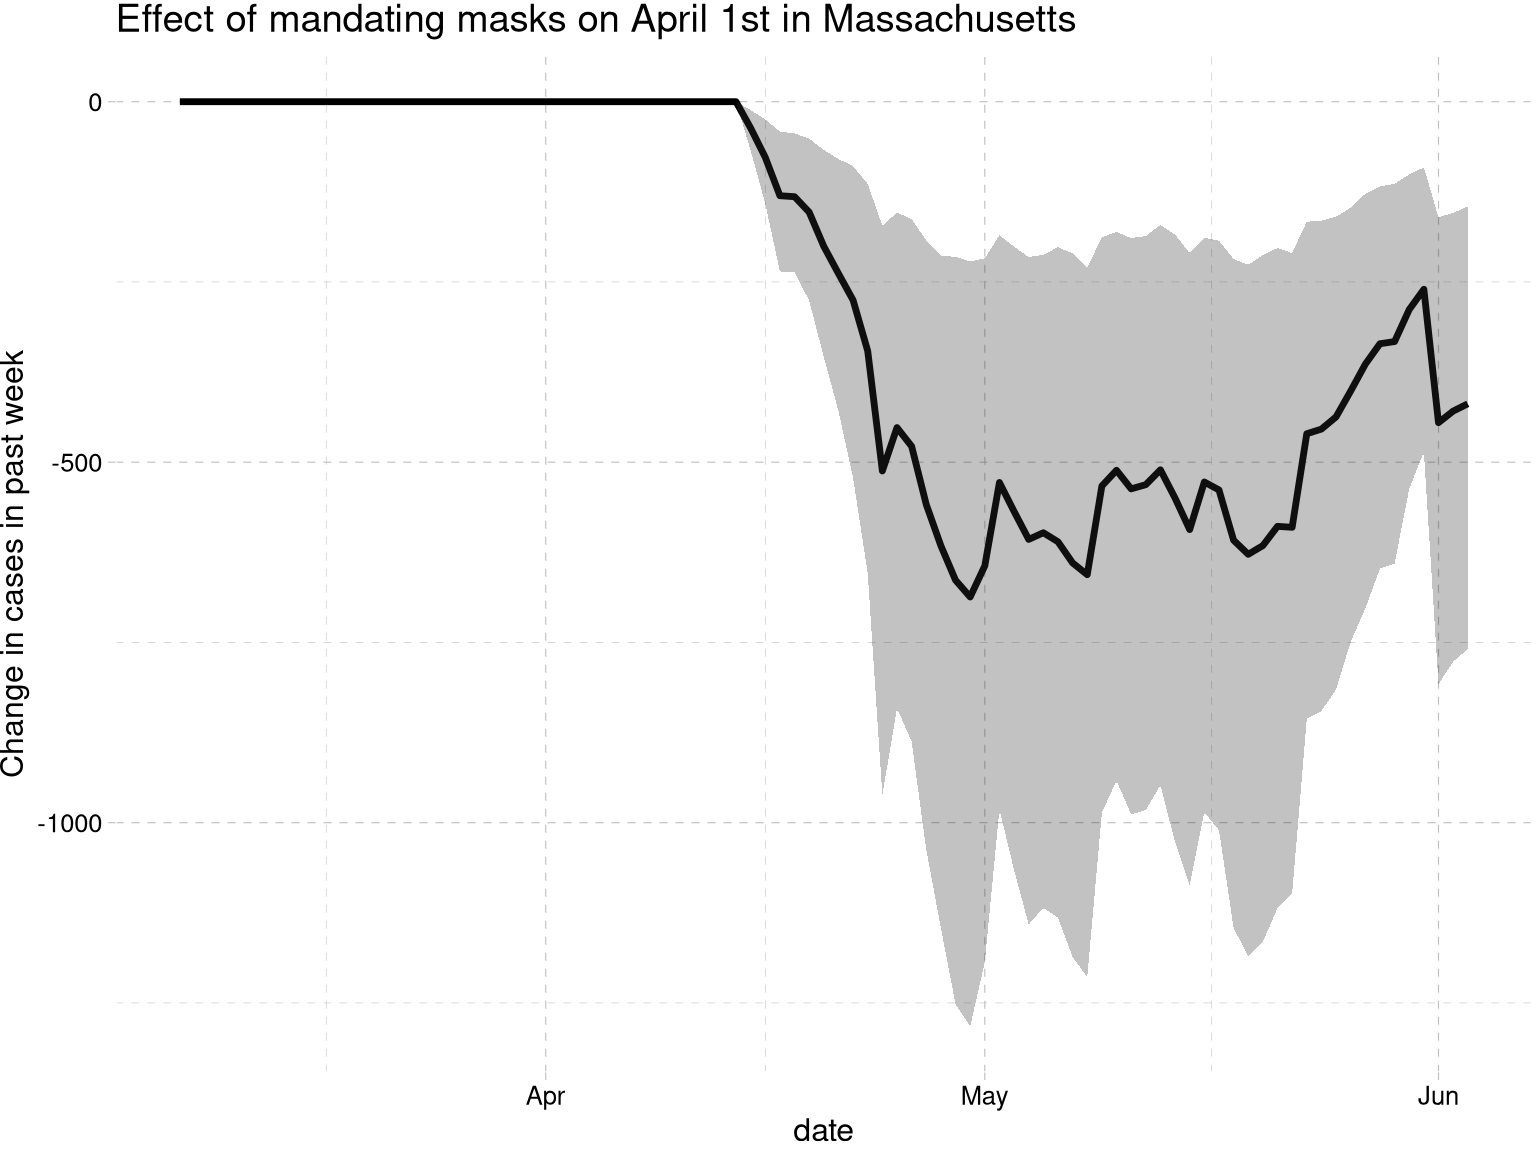 Effect of mandating masks on April 1st in Massachusetts
Change in cases in past week
0
-500
-1000
Apr May Jun
date